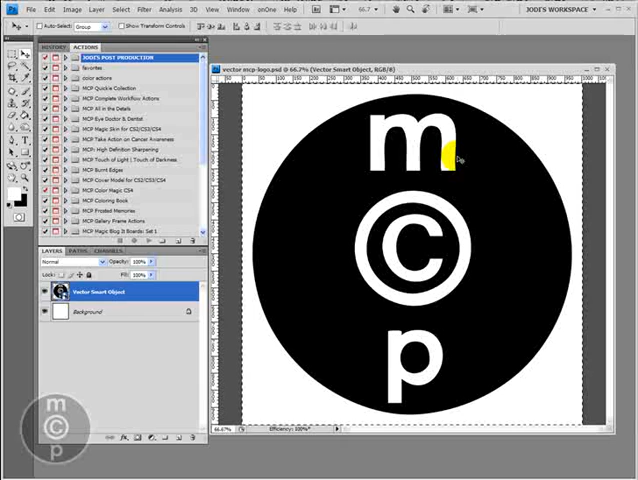 File Edit Image Layer Select Filter Analysis 3D View Window Help 66.7 JODI'S WORKSPACE
Auto-Select: Group Show Transform Controls
HISTORY ACTIONS
JODI'S POST PRODUCTION
favorites
color actions
MCP Quickie Collection
MCP Complete Workflow Actions
MCP All in the Details
MCP Eye Doctor & Dentist
MCP Magic Skin for CS2/CS3/CS4
MCP Take Action on Cancer Awareness
MCP: High Definition Sharpening
MCP Touch of Light | Touch of Darkness
MCP Burnt Edges
MCP Cover Model for CS2/CS3/CS4
MCP Color Magic CS4
MCP Coloring Book
MCP Frosted Memories
MCP Gallery Frame Actions
MCP Magic Blog It Boards: Set 1
LAYERS PATHS CHANNELS
Normal Opacity: 100%
Lock: Fill: 100%
Vector Smart Object
Background
vector mcp-logo.psd @ 66.7% (Vector Smart Object, RGB/8)
m
©
p
66.67% Efficiency: 100%*
m
©
p